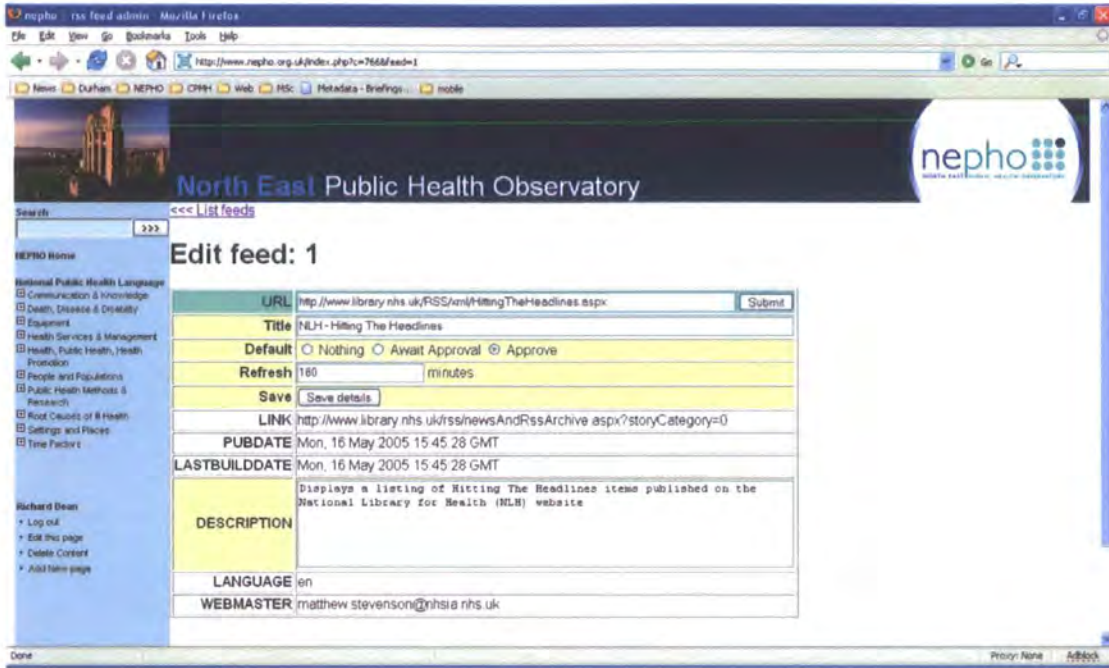 nepho - rss feed admin - Mozilla Firefox
File Edit View Go Bookmarks Tools Help
http://www.nepho.org.uk/index.php?c=766&feed=1
Go
News Durham NEPHO CPMH Web MSc Metadata - Briefings... mobile
nepho
NORTH EAST PUBLIC HEALTH OBSERVATORY
North East Public Health Observatory
Search
>>>
<<< List feeds
NEPHO Home
Edit feed: 1
National Public Health Language
Communication & Knowledge
Death, Disease & Disability
Equipment
Health Services & Management
Health, Public Health, Health Promotion
People and Populations
Public Health Methods & Research
Root Causes of Ill Health
Settings and Places
Time Factors
Richard Dean
Log out
Edit this page
Delete Content
Add New page
URL http://www.library.nhs.uk/RSS/xml/HittingTheHeadlines.aspx Submit
Title NLH - Hitting The Headlines
Default Nothing Await Approval Approve
Refresh 180 minutes
Save Save details
LINK http://www.library.nhs.uk/rss/newsAndRssArchive.aspx?storyCategory=0
PUBDATE Mon, 16 May 2005 15:45:28 GMT
LASTBUILDDATE Mon, 16 May 2005 15:45:28 GMT
DESCRIPTION Displays a listing of Hitting The Headlines items published on the
National Library for Health (NLH) website
LANGUAGE en
WEBMASTER matthew.stevenson@nhsia.nhs.uk
Done
Proxy: None Adblock